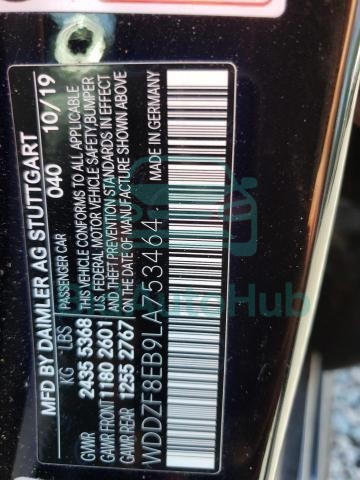 MFD BY DAIMLER AG STUTTGART 040 10/19
KG LBS PASSENGER CAR
GVWR 2435 5368 THIS VEHICLE CONFORMS TO ALL APPLICABLE
GAWR FRONT 1180 2601 U.S. FEDERAL MOTOR VEHICLE SAFETY, BUMPER
GAWR REAR 1255 2767 AND THEFT PREVENTION STANDARDS IN EFFECT
ON THE DATE OF MANUFACTURE SHOWN ABOVE
MADE IN GERMANY
WDDZF8EB9LA753464
AutoHub